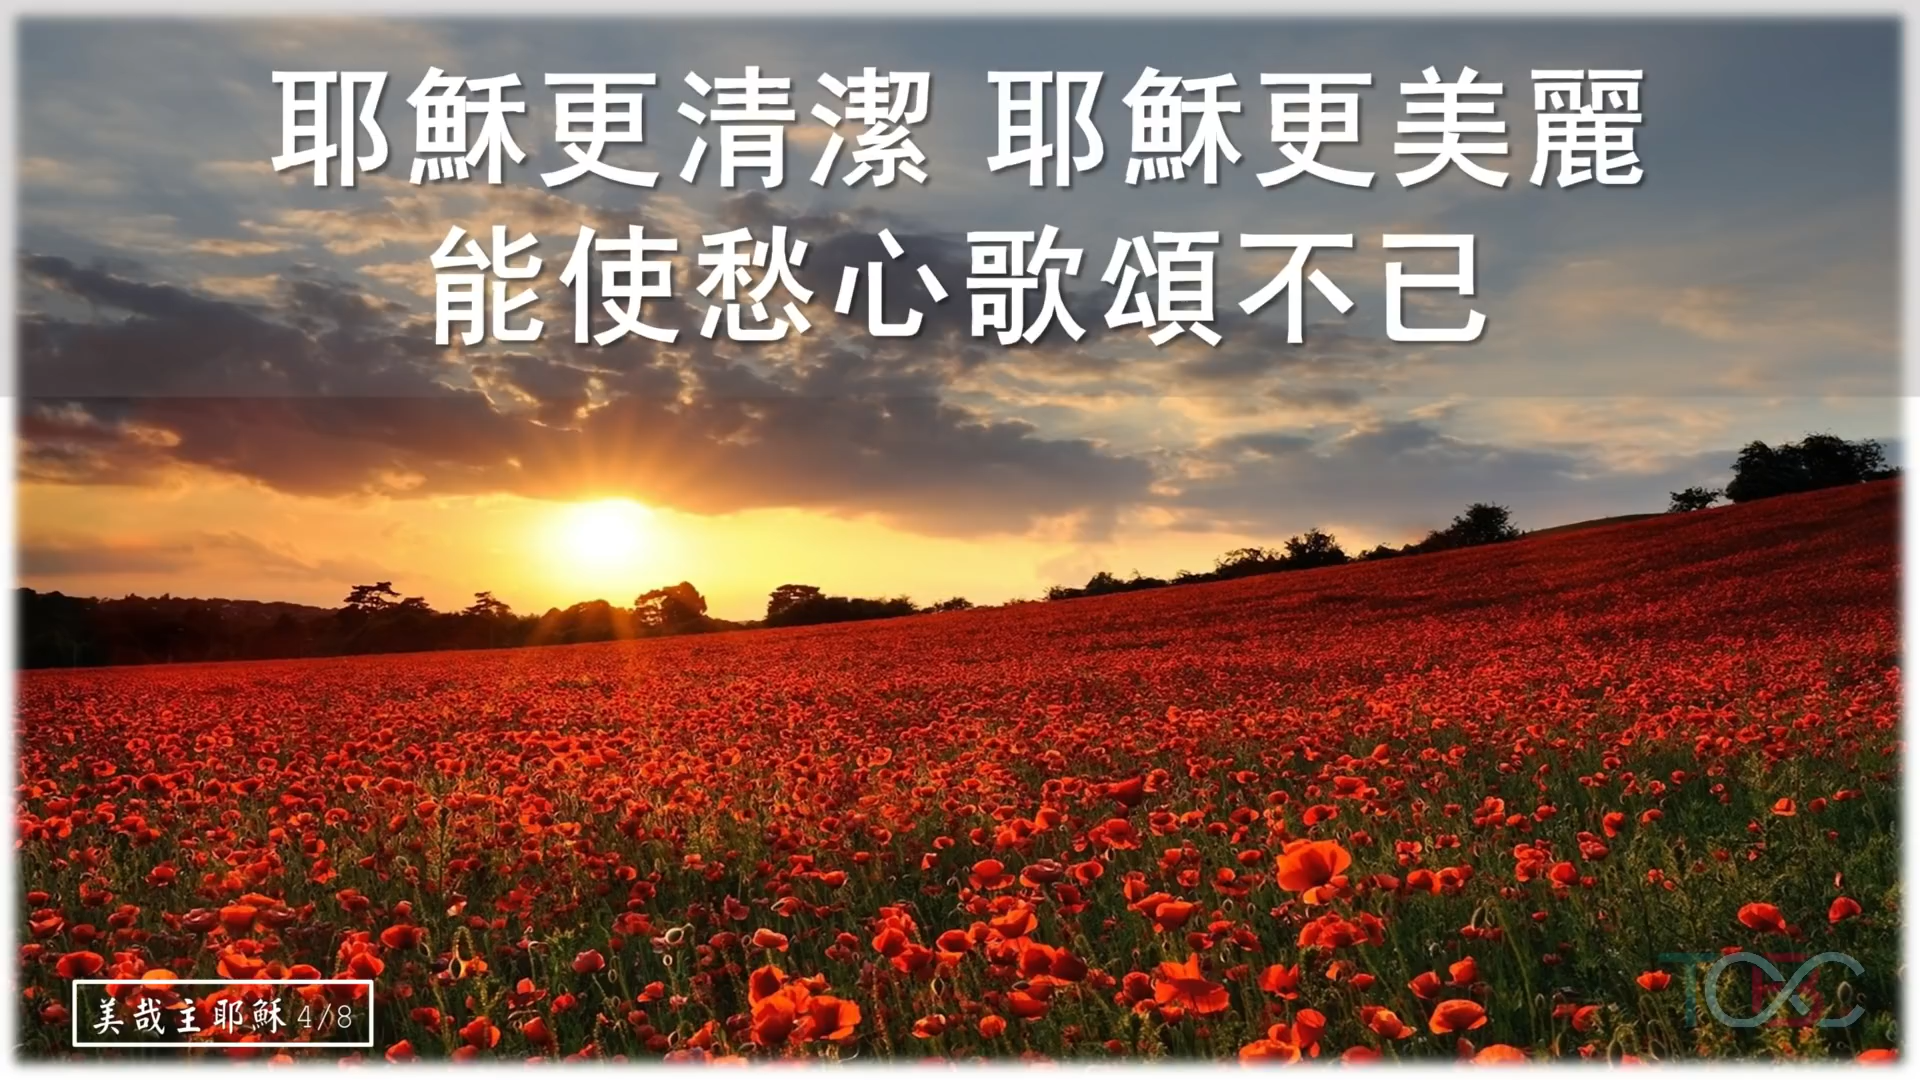 耶穌更清潔 耶穌更美麗
能使愁心歌頌不已
美哉主耶穌 4/8